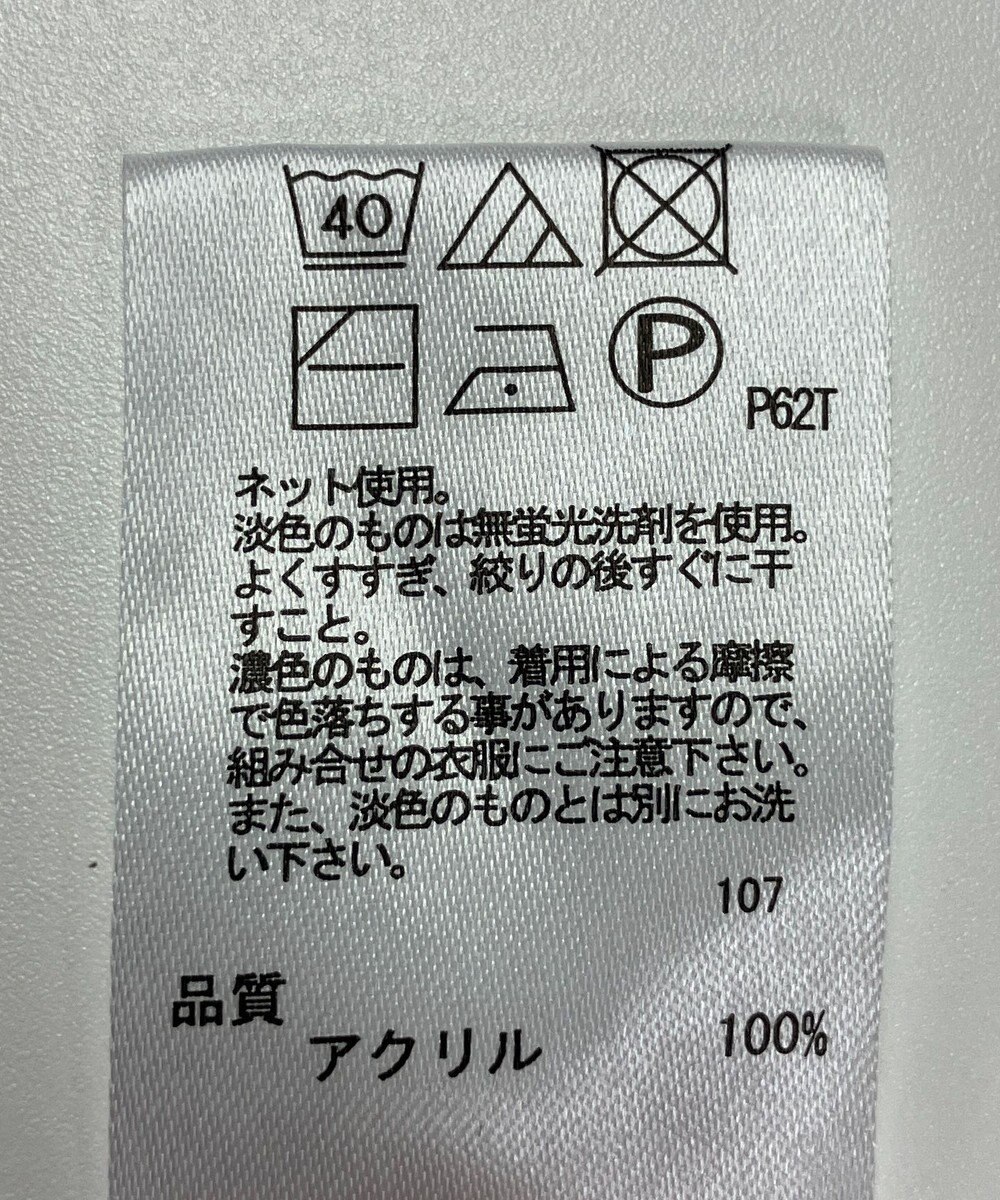 40
P
P62T
ネット使用。
淡色のものは無蛍光洗剤を使用。
よくすすぎ、絞りの後すぐに干
すこと。
濃色のものは、着用による摩擦
で色落ちする事がありますので、
組み合せの衣服にご注意下さい。
また、淡色のものとは別にお洗
い下さい。
107
品質
アクリル 100%